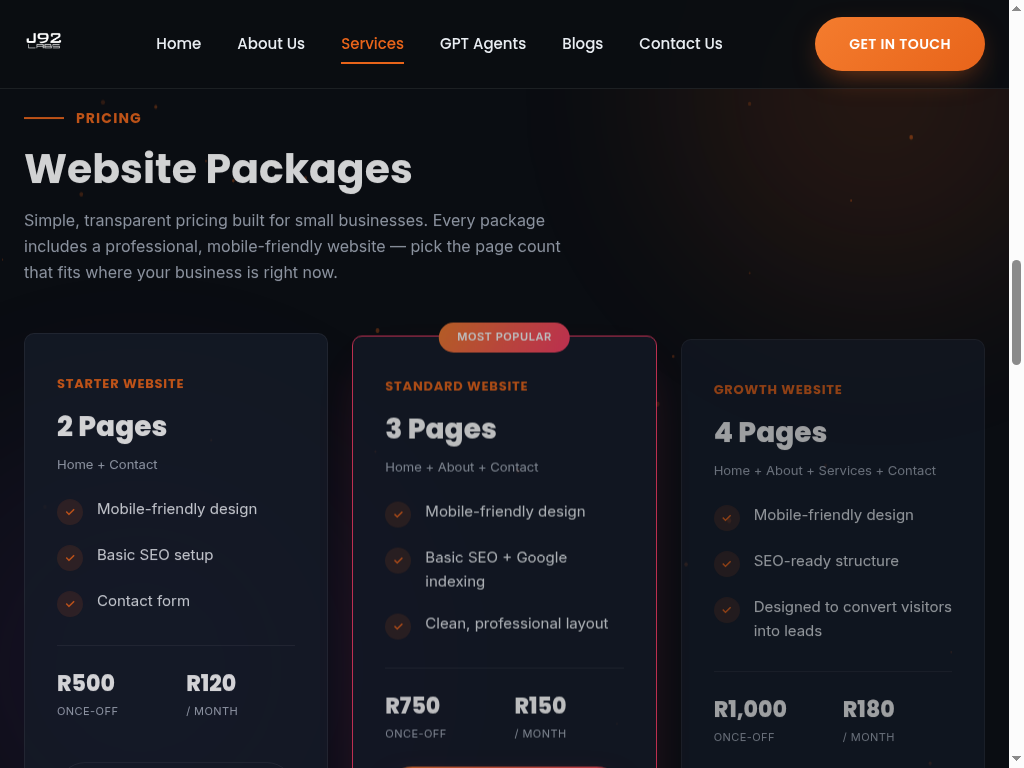 J92
LABS
Home
About Us
Services
GPT Agents
Blogs
Contact Us
GET IN TOUCH
PRICING
Website Packages
Simple, transparent pricing built for small businesses. Every package
includes a professional, mobile-friendly website — pick the page count
that fits where your business is right now.
STARTER WEBSITE
2 Pages
Home + Contact
Mobile-friendly design
Basic SEO setup
Contact form
R500
ONCE-OFF
R120
/ MONTH
MOST POPULAR
STANDARD WEBSITE
3 Pages
Home + About + Contact
Mobile-friendly design
Basic SEO + Google
indexing
Clean, professional layout
R750
ONCE-OFF
R150
/ MONTH
GROWTH WEBSITE
4 Pages
Home + About + Services + Contact
Mobile-friendly design
SEO-ready structure
Designed to convert visitors
into leads
R1,000
ONCE-OFF
R180
/ MONTH